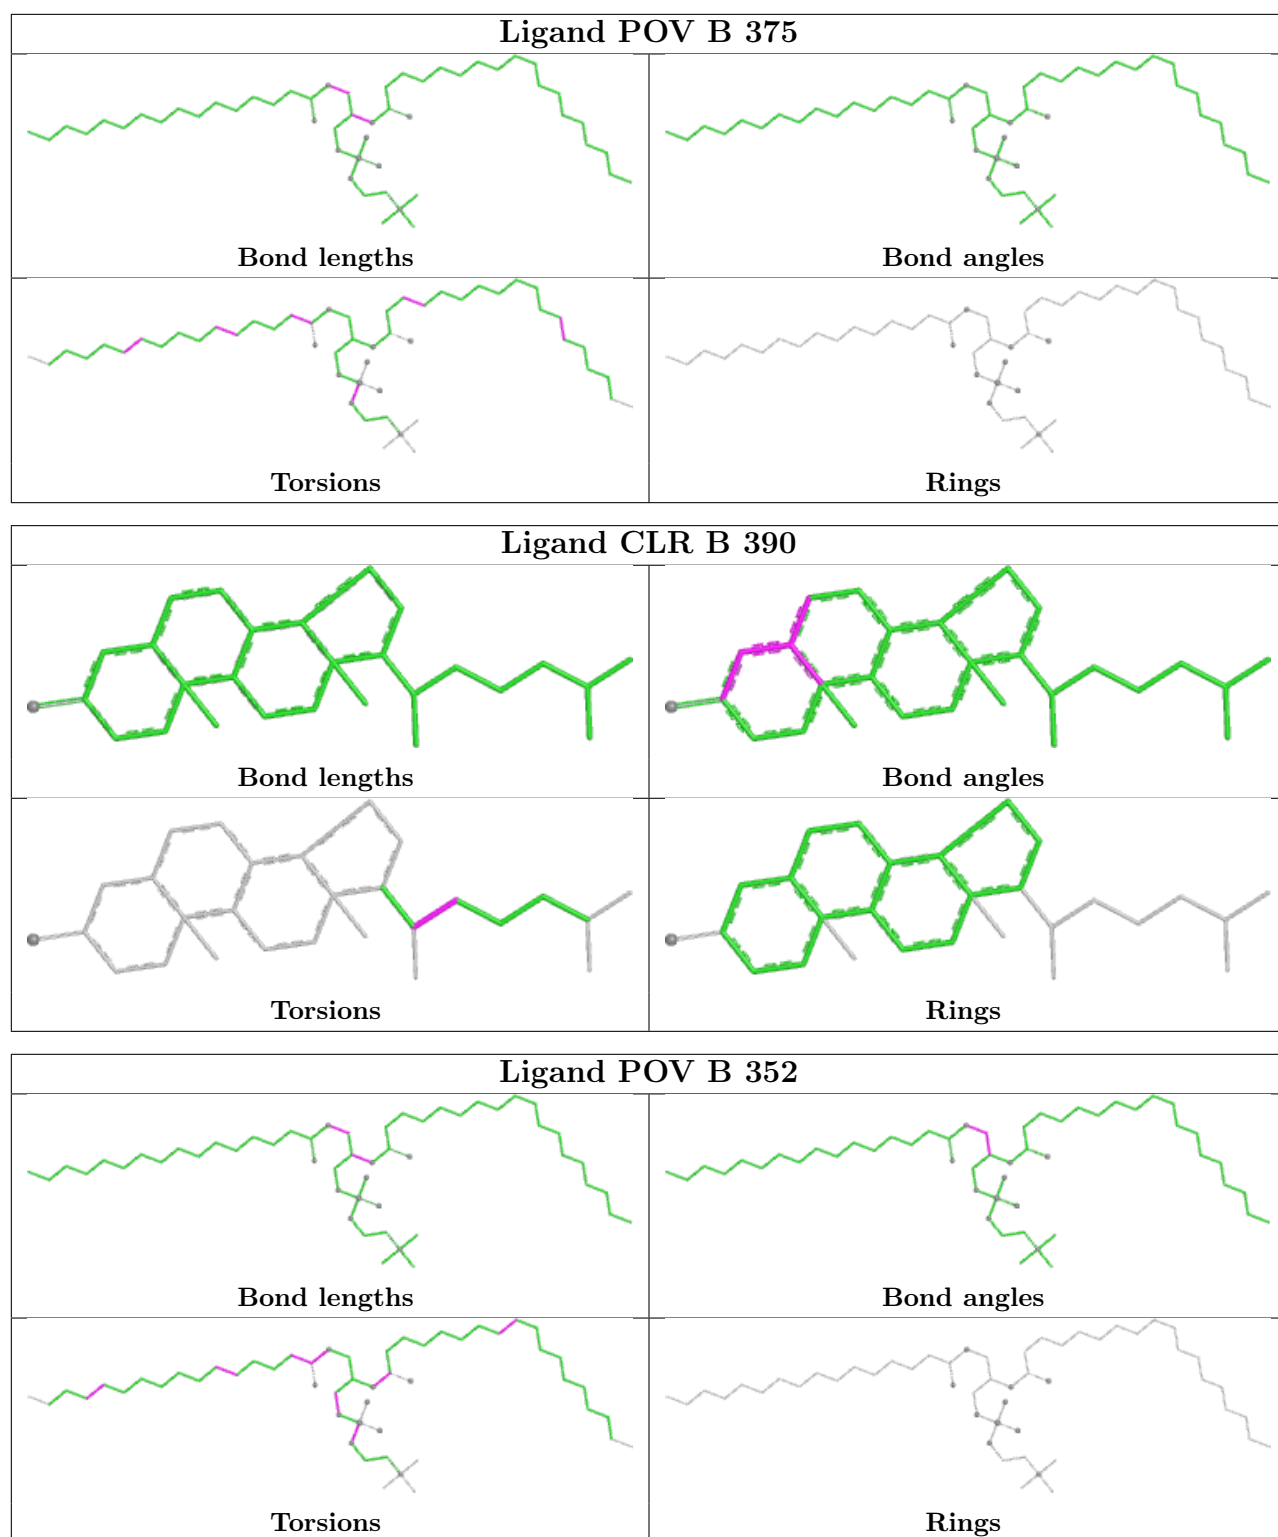 Ligand POV B 375
Bond lengths
Bond angles
Torsions
Rings
Ligand CLR B 390
Bond lengths
Bond angles
Torsions
Rings
Ligand POV B 352
Bond lengths
Bond angles
Torsions
Rings